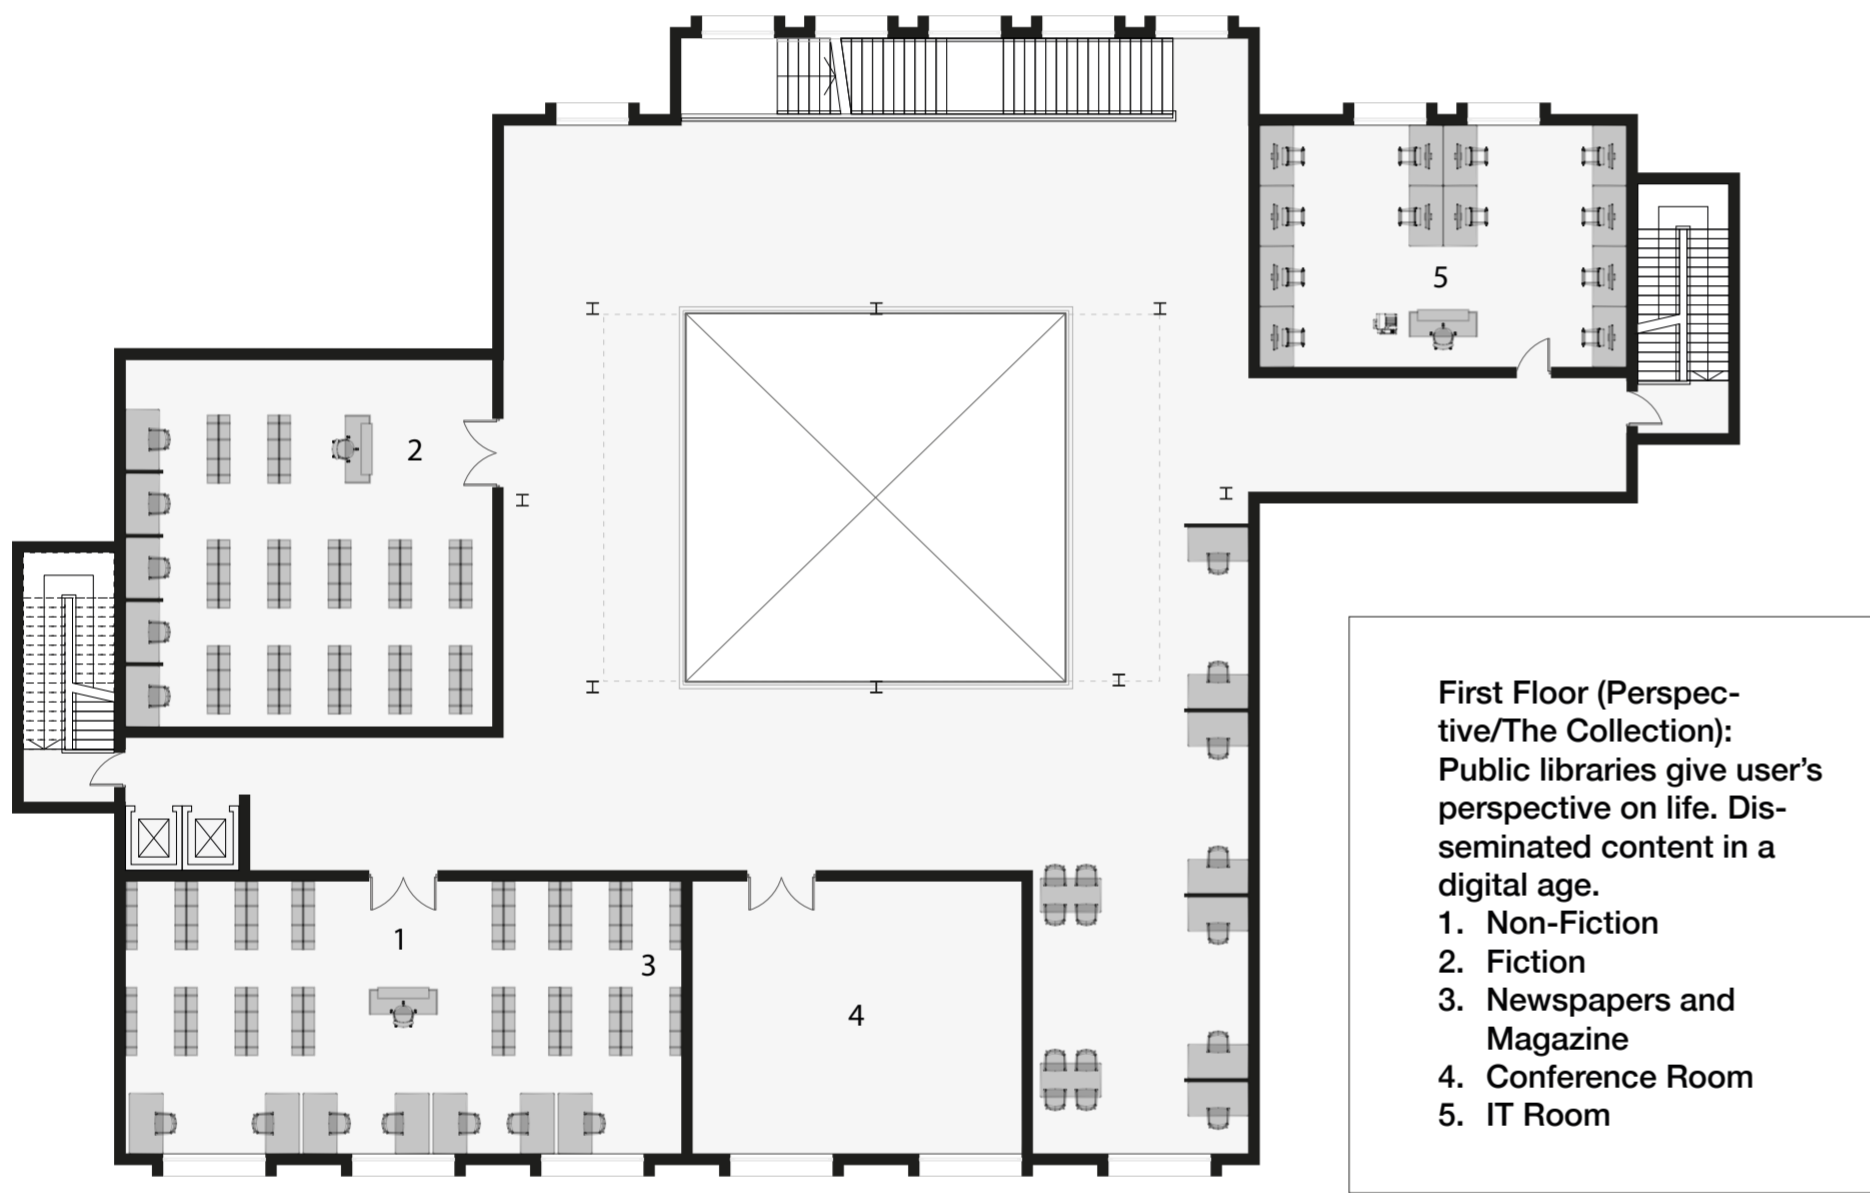 5
2
1
3
4
First Floor (Perspec-
tive/The Collection):
Public libraries give user’s
perspective on life. Dis-
seminated content in a
digital age.
1. Non-Fiction
2. Fiction
3. Newspapers and
Magazine
4. Conference Room
5. IT Room